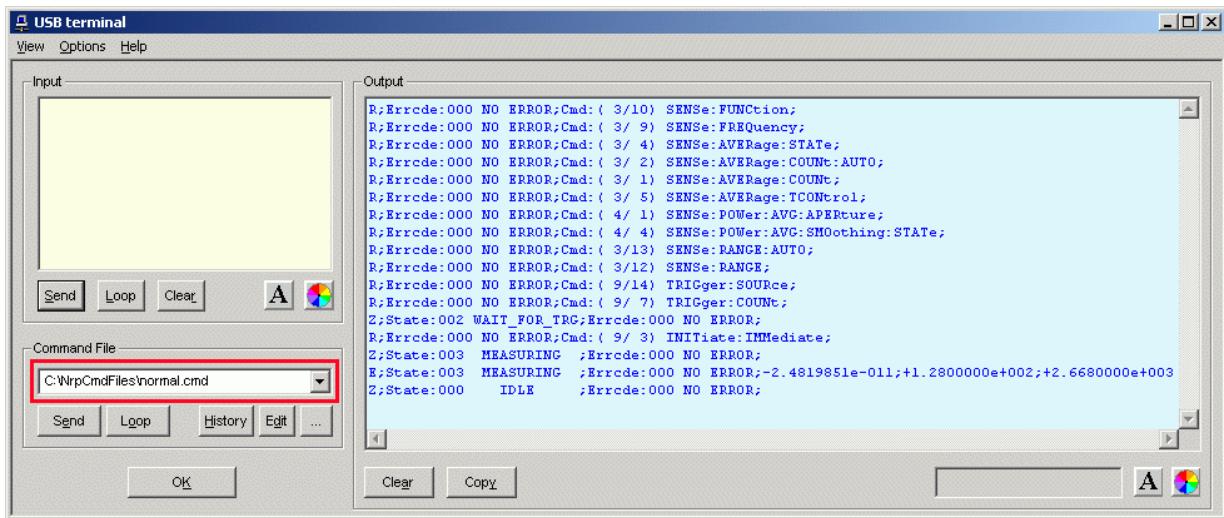 USB terminal
View Options Help
Input
Send Loop Clear A
Command File
C:\NrpCmdFiles\normal.cmd
Send Loop History Edit ...
OK
Output
R;Errcde:000 NO ERROR;Cmd:( 3/10) SENSe:FUNCtion;
R;Errcde:000 NO ERROR;Cmd:( 3/ 9) SENSe:FREQuency;
R;Errcde:000 NO ERROR;Cmd:( 3/ 4) SENSe:AVERage:STATe;
R;Errcde:000 NO ERROR;Cmd:( 3/ 2) SENSe:AVERage:COUNt:AUTO;
R;Errcde:000 NO ERROR;Cmd:( 3/ 1) SENSe:AVERage:COUNt;
R;Errcde:000 NO ERROR;Cmd:( 3/ 5) SENSe:AVERage:TCONtrol;
R;Errcde:000 NO ERROR;Cmd:( 4/ 1) SENSe:POWer:AVG:APERture;
R;Errcde:000 NO ERROR;Cmd:( 4/ 4) SENSe:POWer:AVG:SMOothing:STATe;
R;Errcde:000 NO ERROR;Cmd:( 3/13) SENSe:RANGE:AUTO;
R;Errcde:000 NO ERROR;Cmd:( 3/12) SENSe:RANGE;
R;Errcde:000 NO ERROR;Cmd:( 9/14) TRIGger:SOURce;
R;Errcde:000 NO ERROR;Cmd:( 9/ 7) TRIGger:COUNt;
Z;State:002 WAIT_FOR_TRG;Errcde:000 NO ERROR;
R;Errcde:000 NO ERROR;Cmd:( 9/ 3) INITiate:IMMediate;
Z;State:003  MEASURING  ;Errcde:000 NO ERROR;
E;State:003  MEASURING  ;Errcde:000 NO ERROR;-2.4819851e-011;+1.2800000e+002;+2.6680000e+003
Z;State:000    IDLE     ;Errcde:000 NO ERROR;
Clear Copy A